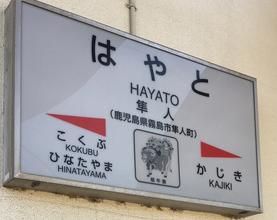 はやと
HAYATO
隼人
(鹿児島県霧島市隼人町)
こくぶ
KOKUBU
ひなたやま
HINATAYAMA
かじき
KAJIKI